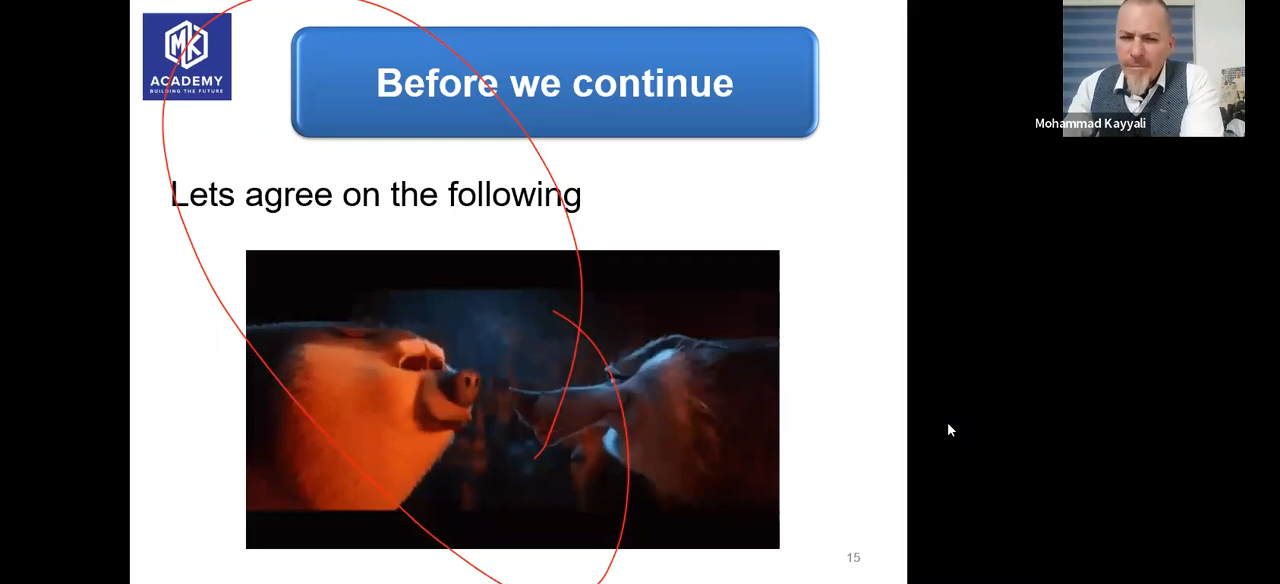 MK
ACADEMY
BUILDING THE FUTURE
Before we continue
Mohammad Kayyali
Lets agree on the following
15